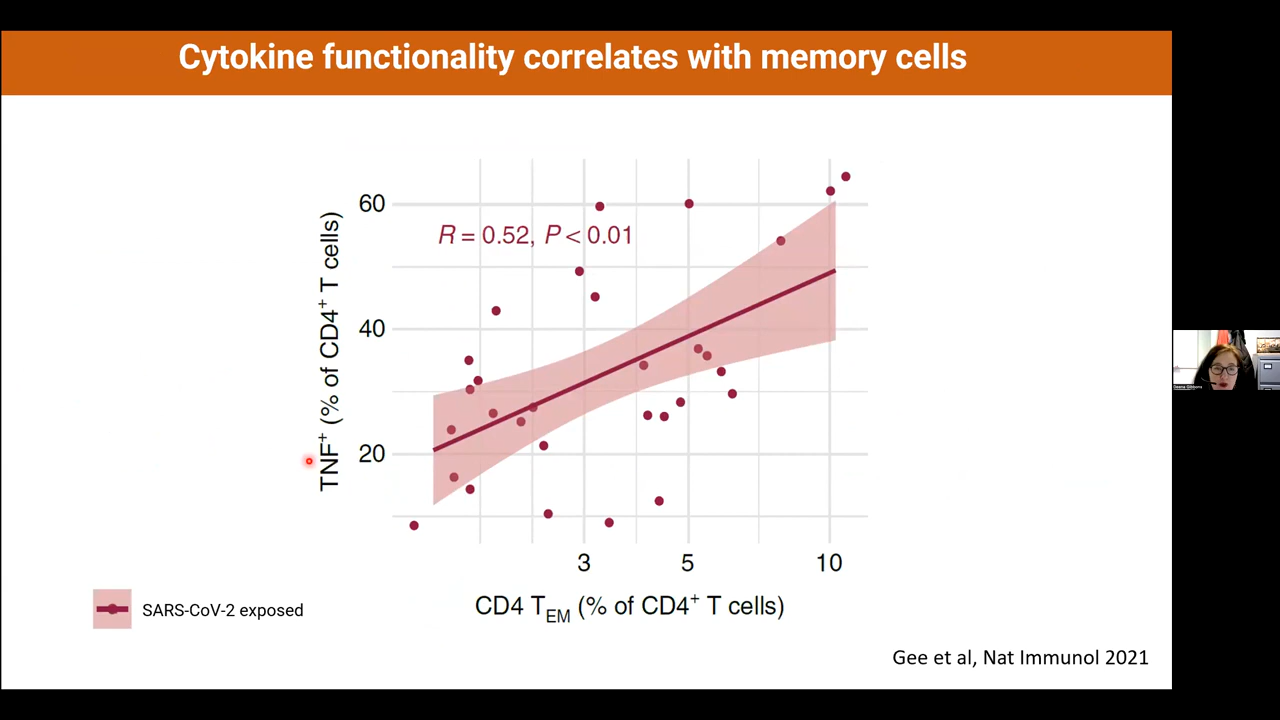 Cytokine functionality correlates with memory cells
60
R = 0.52, P < 0.01
40
20
TNF+ (% of CD4+ T cells)
3 5 10
CD4 TEM (% of CD4+ T cells)
SARS-CoV-2 exposed
Gee et al, Nat Immunol 2021